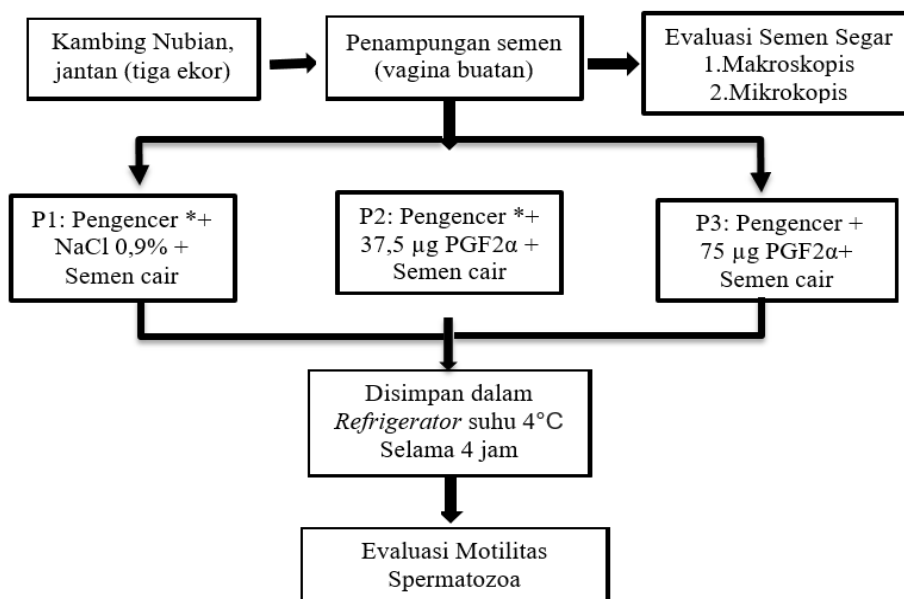 Kambing Nubian,
jantan (tiga ekor)
Penampungan semen
(vagina buatan)
Evaluasi Semen Segar
1.Makroskopis
2.Mikrokopis
P1: Pengencer *+
NaCl 0,9% +
Semen cair
P2: Pengencer *+
37,5 µg PGF2α +
Semen cair
P3: Pengencer +
75 µg PGF2α+
Semen cair
Disimpan dalam
Refrigerator suhu 4°C
Selama 4 jam
Evaluasi Motilitas
Spermatozoa